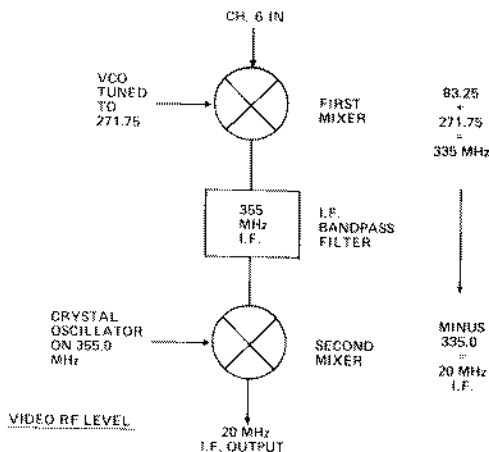 CH. 6 IN
VCO
TUNED
TO
271.75
FIRST
MIXER
83.25
+
271.75
=
335 MHz
355
MHz
I.F.
I.F.
BANDPASS
FILTER
CRYSTAL
OSCILLATOR
ON 355.0
MHz
SECOND
MIXER
MINUS
335.0
=
20 MHz
I.F.
VIDEO RF LEVEL
20 MHz
I.F. OUTPUT